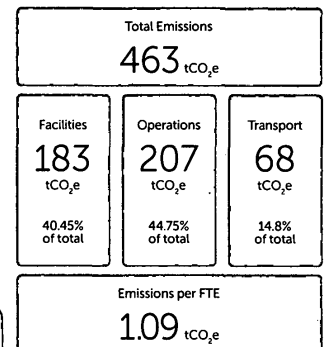 Total Emissions
463 tCO₂e
Facilities
183
tCO₂e
40.45%
of total
Operations
207
tCO₂e
44.75%
of total
Transport
68
tCO₂e
14.8%
of total
Emissions per FTE
1.09 tCO₂e